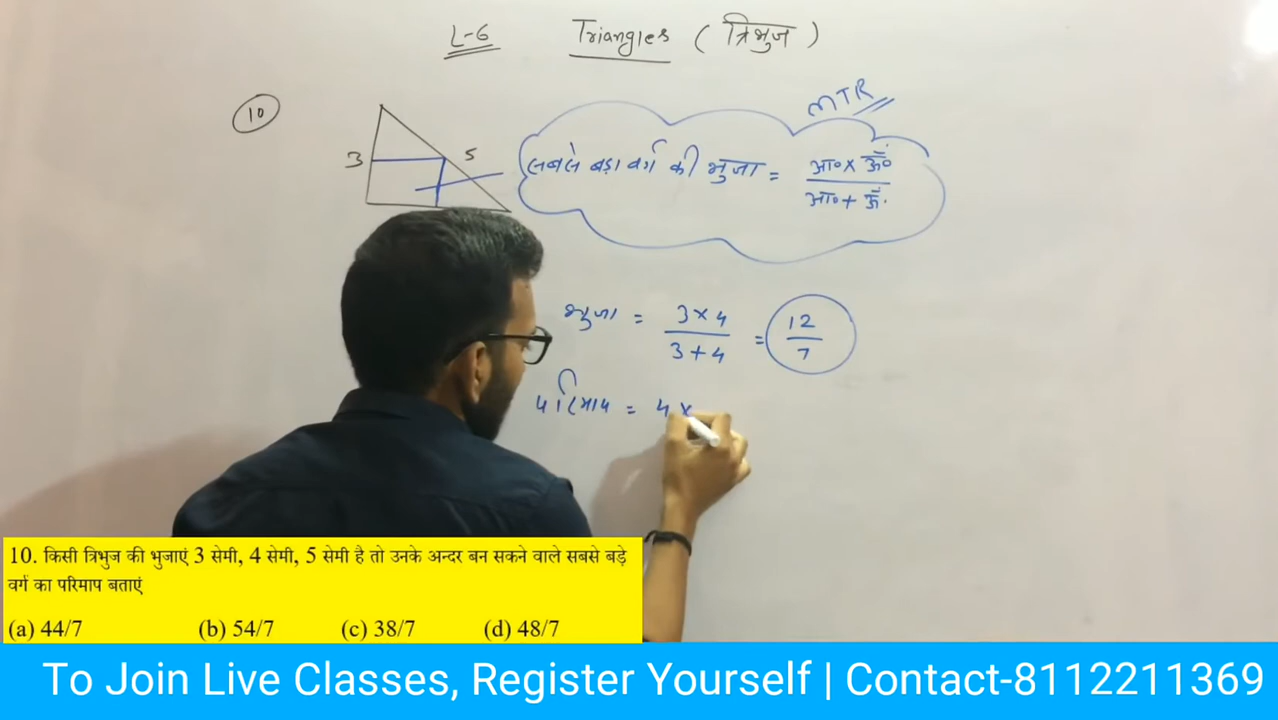 L-6 Triangles (त्रिभुज)
10
3
5
MTR
सबसे बड़ा वर्ग की भुजा = आ० × ऊँ० / आ० + ऊँ.
भुजा = 3 × 4 / 3 + 4 = 12 / 7
परिमाप = 4 ×
10. किसी त्रिभुज की भुजाएं 3 सेमी, 4 सेमी, 5 सेमी है तो उनके अन्दर बन सकने वाले सबसे बड़े
वर्ग का परिमाप बताएं
(a) 44/7 (b) 54/7 (c) 38/7 (d) 48/7
To Join Live Classes, Register Yourself | Contact-8112211369